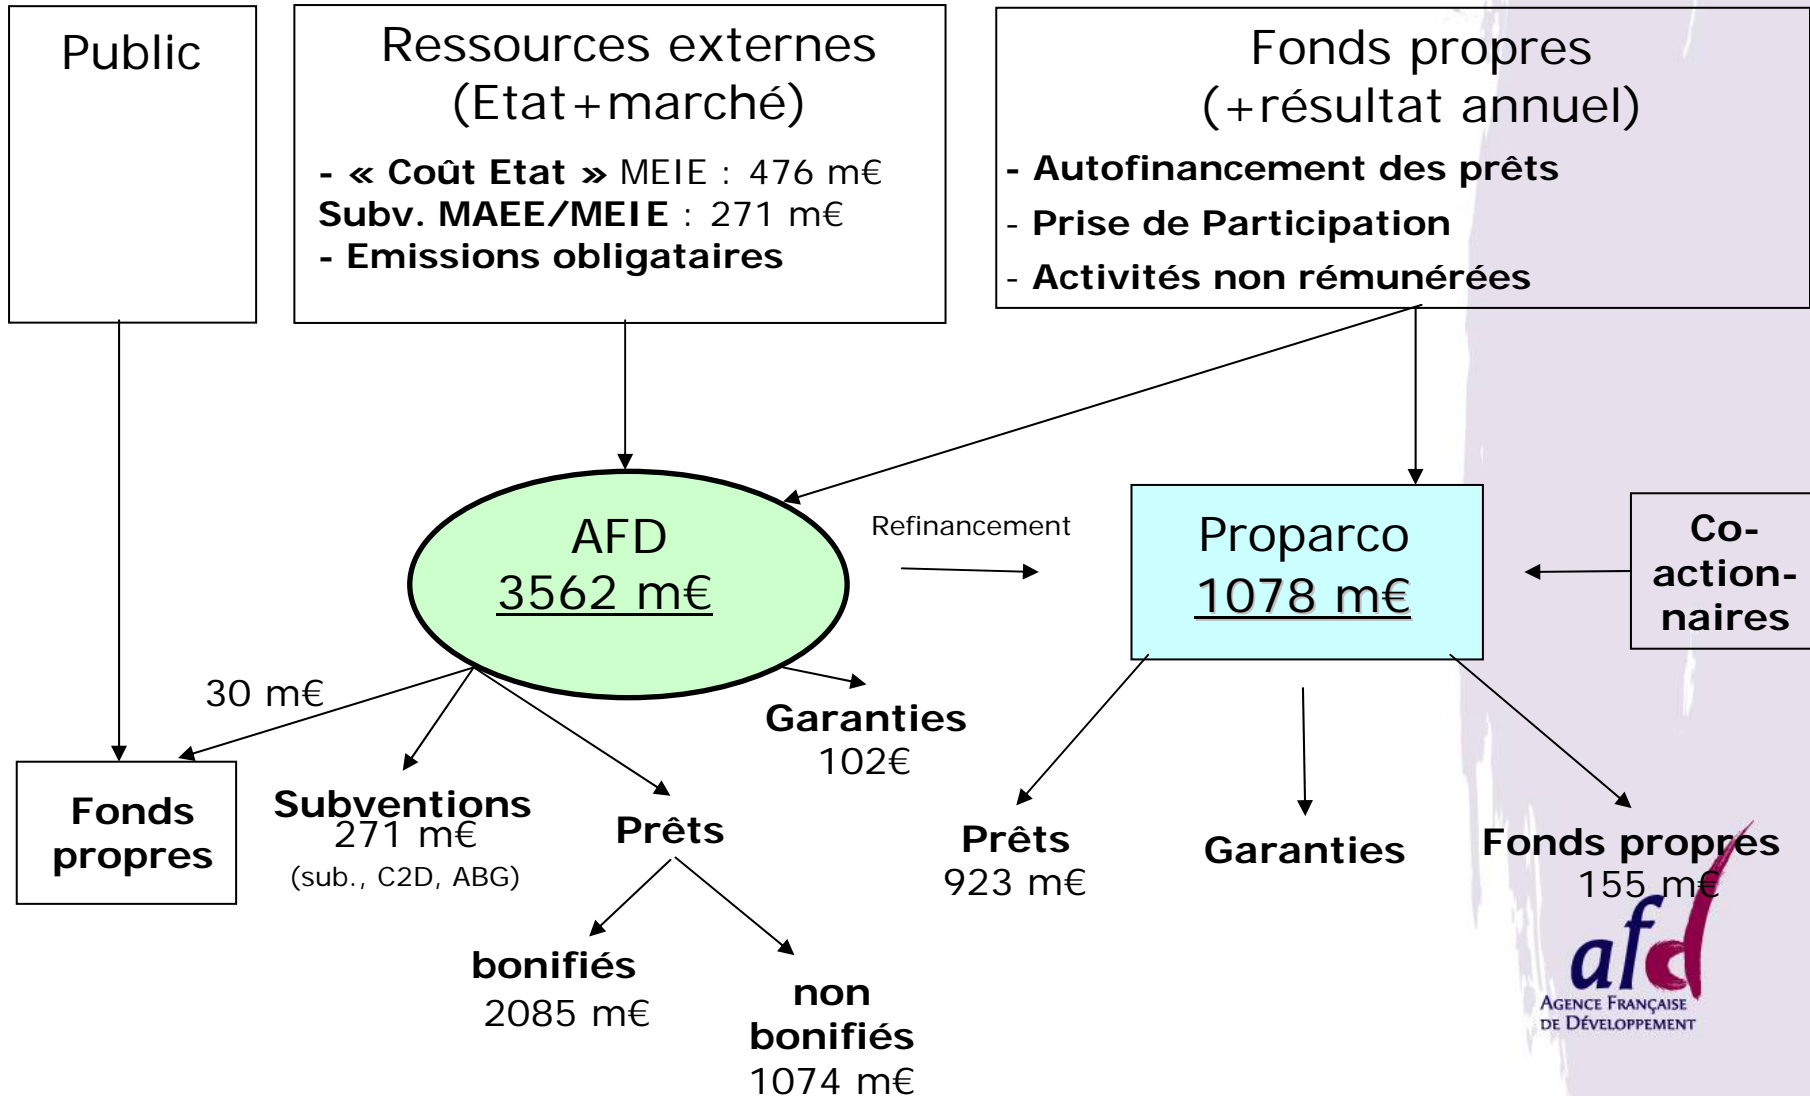 Public
Ressources externes
(Etat+marché)
- « Coût Etat » MEIE : 476 m€
Subv. MAEE/MEIE : 271 m€
- Emissions obligataires
Fonds propres
(+résultat annuel)
- Autofinancement des prêts
- Prise de Participation
- Activités non rémunérées
AFD
3562 m€
Refinancement
Proparco
1078 m€
Co-
action-
naires
30 m€
Fonds
propres
Subventions
271 m€
(sub., C2D, ABG)
Prêts
Garanties
102€
bonifiés
2085 m€
non
bonifiés
1074 m€
Prêts
923 m€
Garanties
Fonds propres
155 m€
afd
AGENCE FRANÇAISE
DE DÉVELOPPEMENT